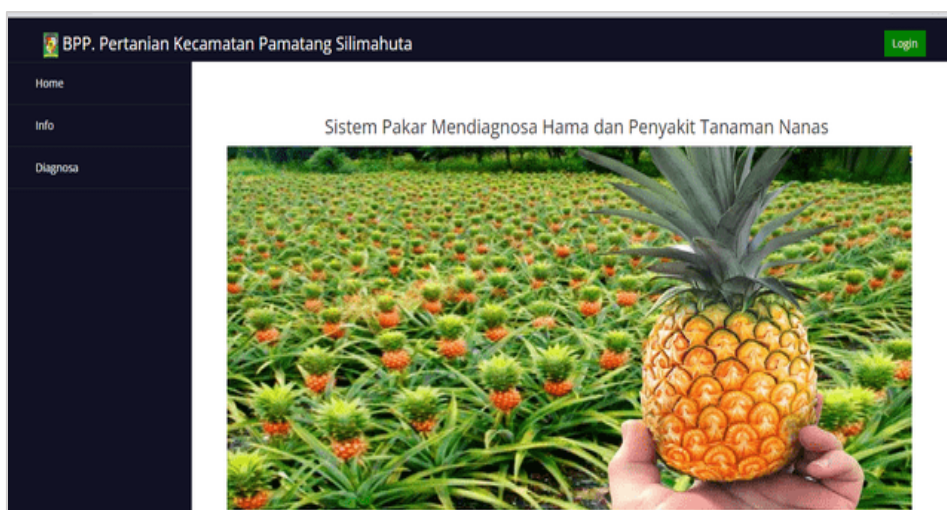 BPP. Pertanian Kecamatan Pamatang Silimahuta
Login
Home
Info
Diagnosa
Sistem Pakar Mendiagnosa Hama dan Penyakit Tanaman Nanas